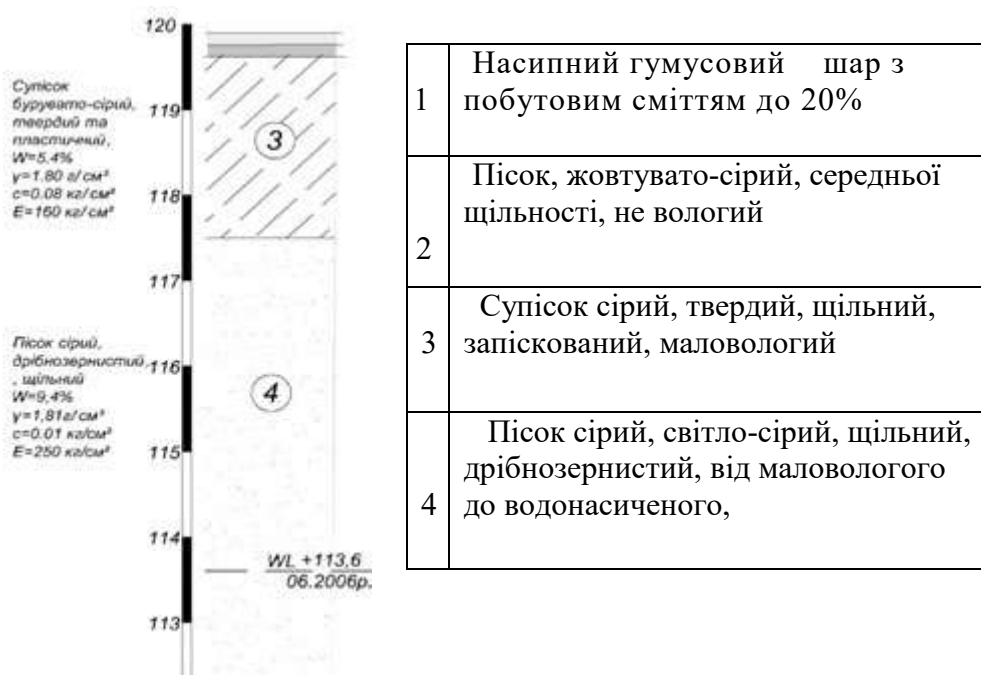 120
Супісок
бурувато-сірий,
твердий та
пластичний,
W=5,4%
γ=1.80 г/см³
c=0.08 кг/см²
E=160 кг/см²
119
3
118
117
Пісок сірий,
дрібнозернистий
, щільний
W=9,4%
γ=1,81г/см³
c=0.01 кг/см²
E=250 кг/см²
116
4
115
114
WL +113,6
06.2006р.
113
1
Насипний гумусовий шар з
побутовим сміттям до 20%
2
Пісок, жовтувато-сірий, середньої
щільності, не вологий
3
Супісок сірий, твердий, щільний,
запіскований, маловологий
4
Пісок сірий, світло-сірий, щільний,
дрібнозернистий, від маловологого
до водонасиченого,